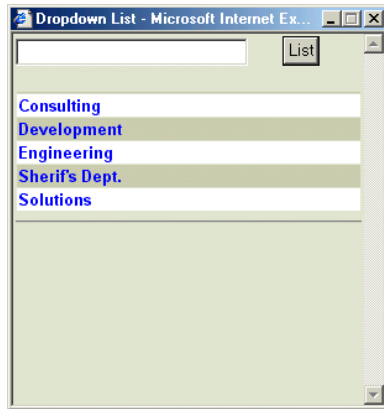 Dropdown List - Microsoft Internet Ex...
List
Consulting
Development
Engineering
Sherif's Dept.
Solutions